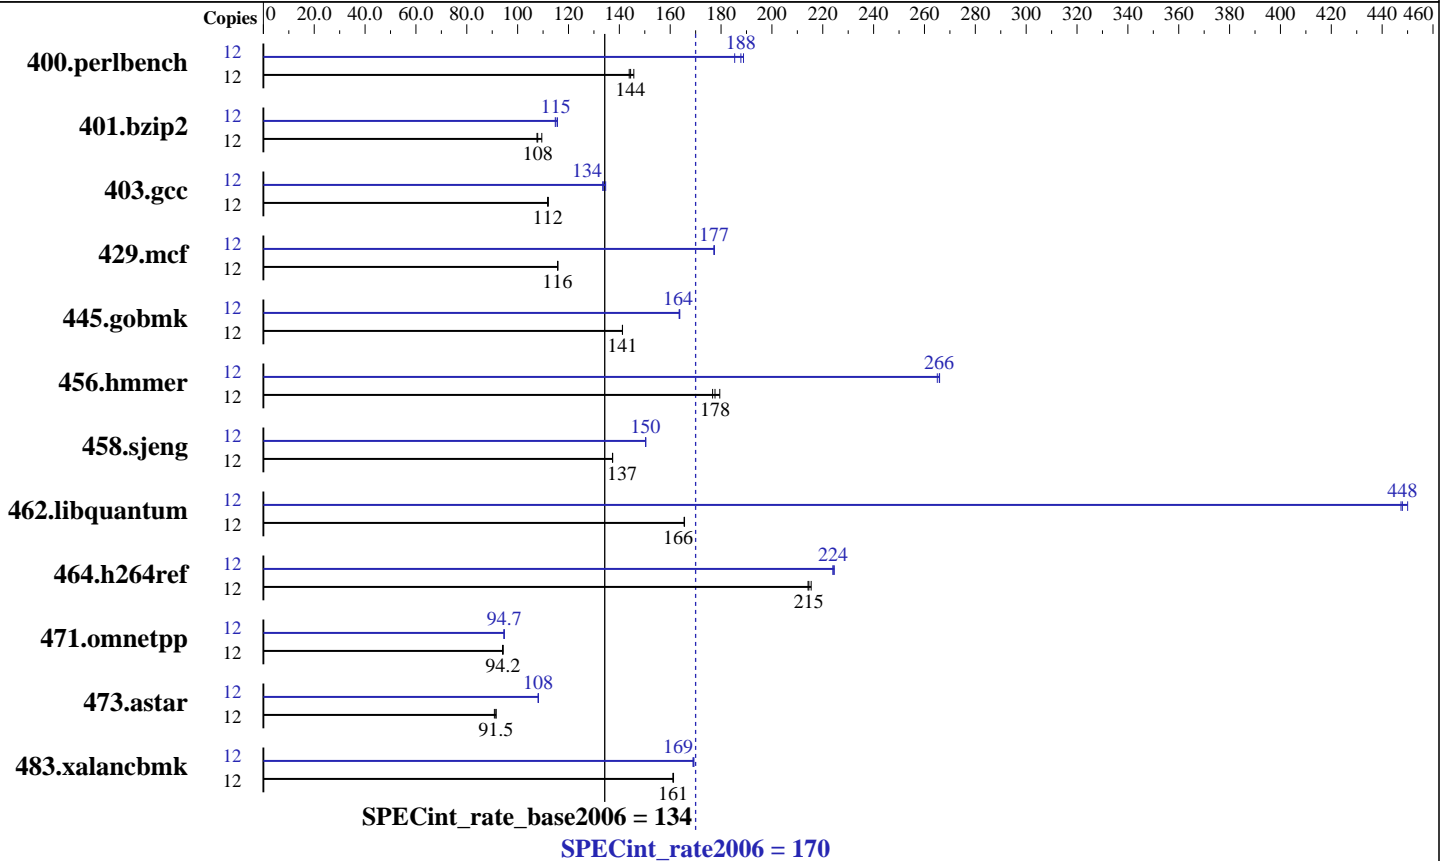 Copies 0 20.0 40.0 60.0 80.0 100 120 140 160 180 200 220 240 260 280 300 320 340 360 380 400 420 440 460
400.perlbench 12 188
12 144
401.bzip2 12 115
12 108
403.gcc 12 134
12 112
429.mcf 12 177
12 116
445.gobmk 12 164
12 141
456.hmmer 12 266
12 178
458.sjeng 12 150
12 137
462.libquantum 12 448
12 166
464.h264ref 12 224
12 215
471.omnetpp 12 94.7
12 94.2
473.astar 12 108
12 91.5
483.xalancbmk 12 169
12 161
SPECint_rate_base2006 = 134
SPECint_rate2006 = 170